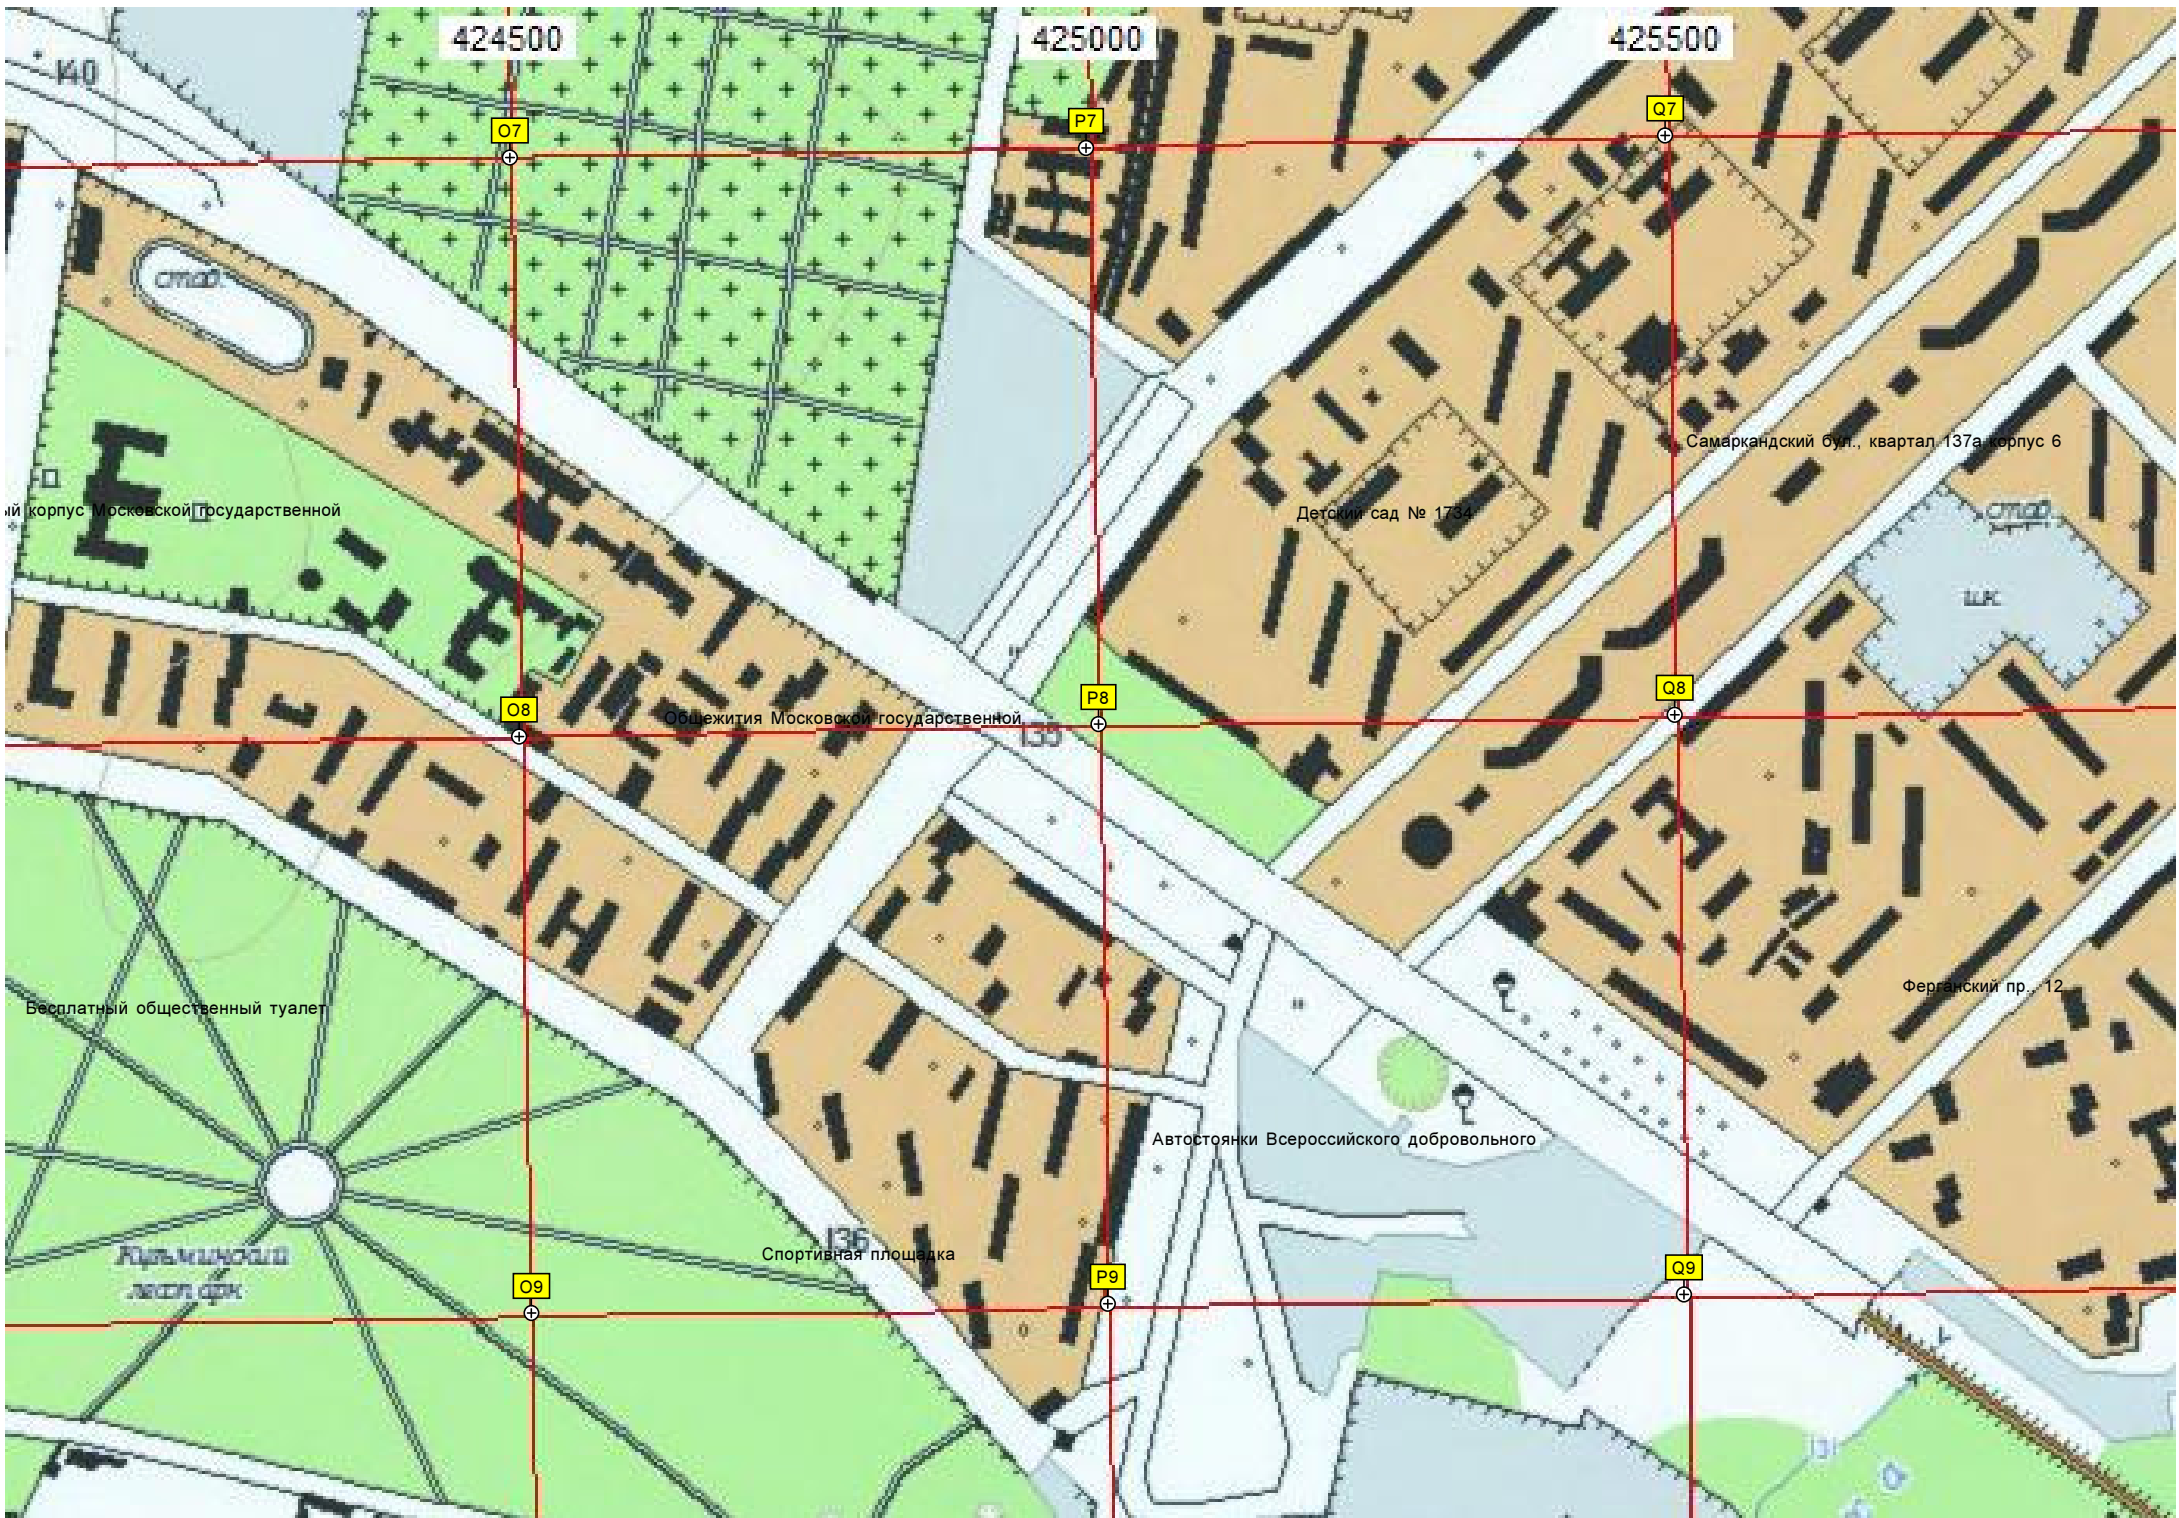 424500
425000
425500
140
O7
P7
Q7
стад.
Самаркандский бул., квартал 137а корпус 6
ый корпус Московской государственной
Детский сад № 1734
стад.
шк.
O8
P8
Q8
Общежития Московской государственной
135
Ферганский пр., 12
Бесплатный общественный туалет
Автостоянки Всероссийского добровольного
136
Спортивная площадка
Кузьминский
лесопарк
O9
P9
Q9
131